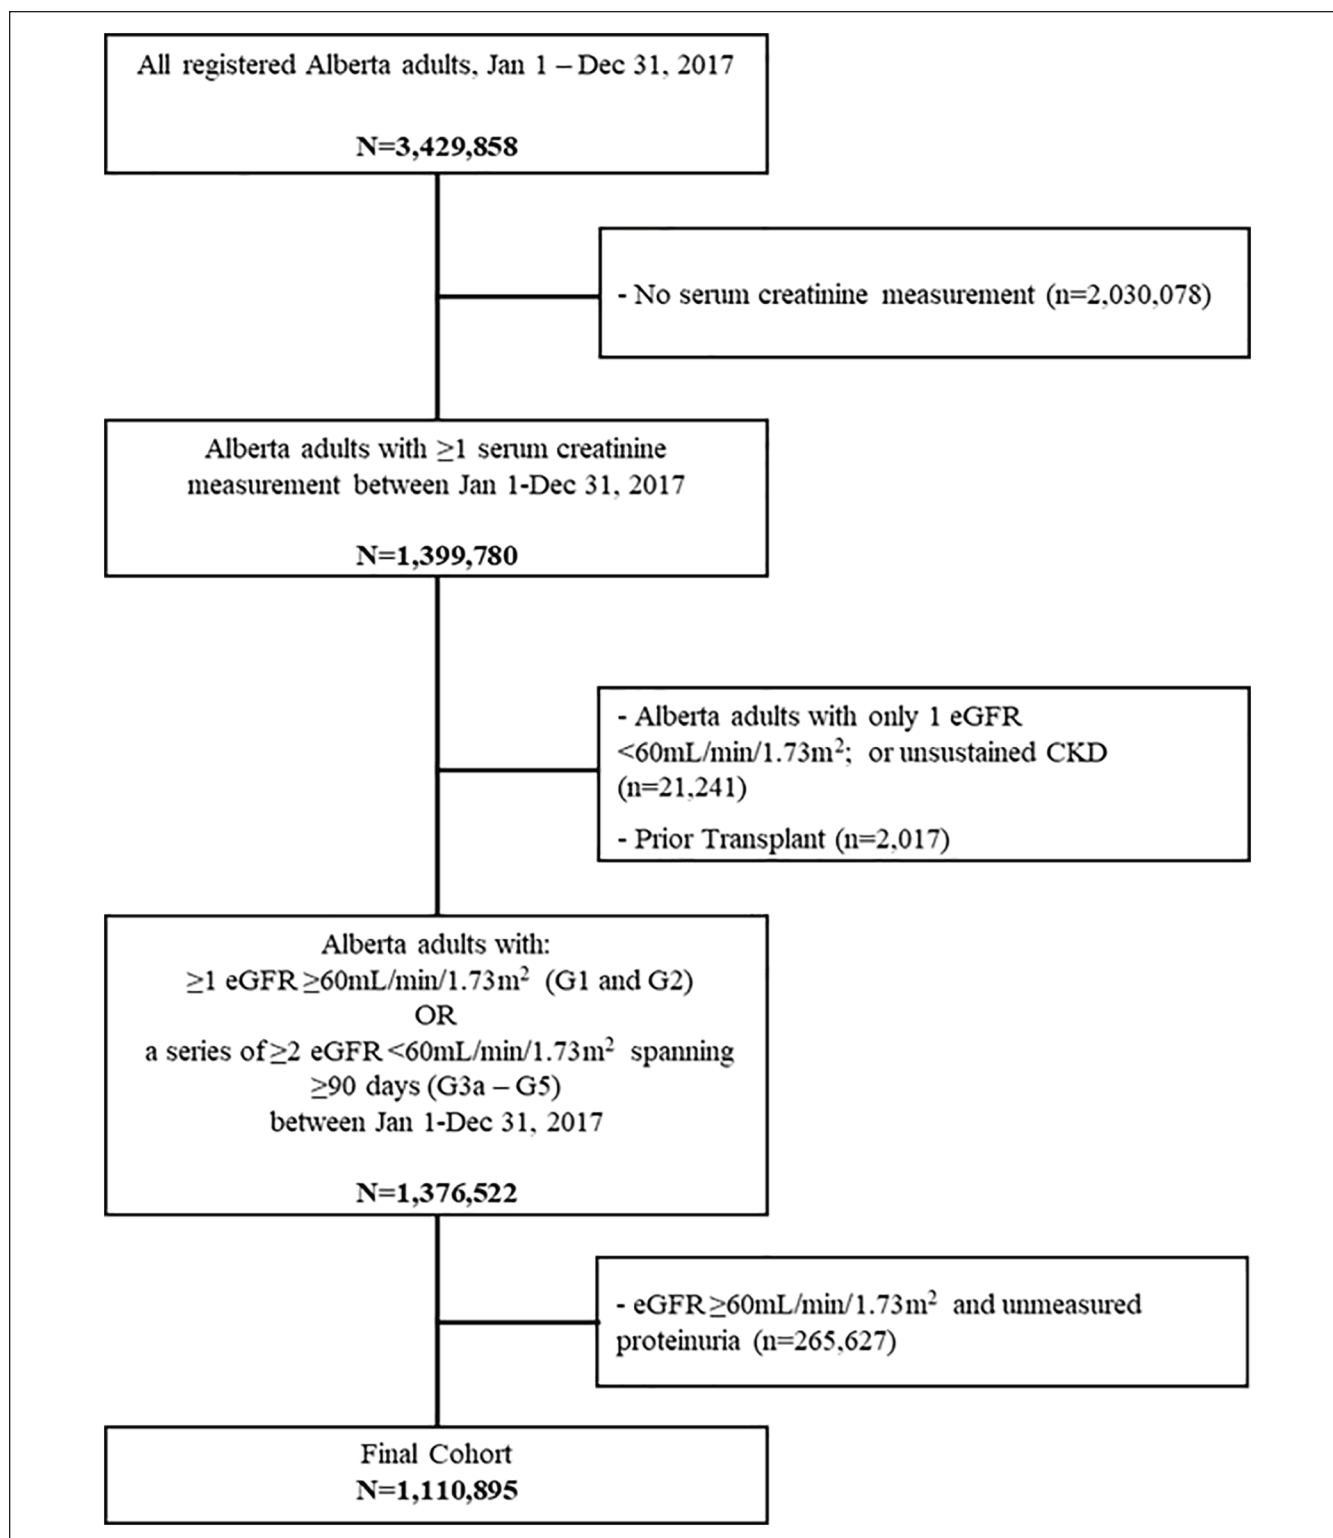 All registered Alberta adults, Jan 1 – Dec 31, 2017
N=3,429,858
- No serum creatinine measurement (n=2,030,078)
Alberta adults with ≥1 serum creatinine
measurement between Jan 1-Dec 31, 2017
N=1,399,780
- Alberta adults with only 1 eGFR
<60mL/min/1.73m²; or unsustained CKD
(n=21,241)
- Prior Transplant (n=2,017)
Alberta adults with:
≥1 eGFR ≥60mL/min/1.73m² (G1 and G2)
OR
a series of ≥2 eGFR <60mL/min/1.73m² spanning
≥90 days (G3a – G5)
between Jan 1-Dec 31, 2017
N=1,376,522
- eGFR ≥60mL/min/1.73m² and unmeasured
proteinuria (n=265,627)
Final Cohort
N=1,110,895